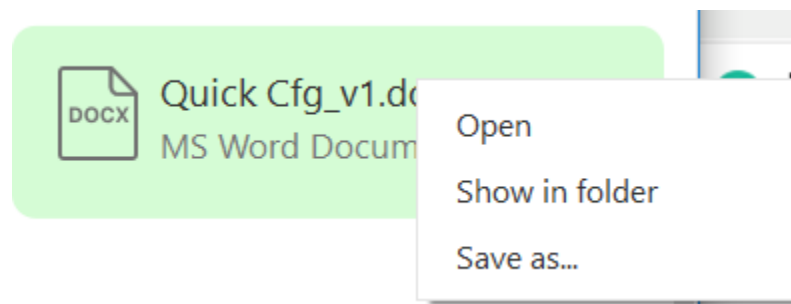 DOCX
Quick Cfg_v1.do
MS Word Docum
Open
Show in folder
Save as...